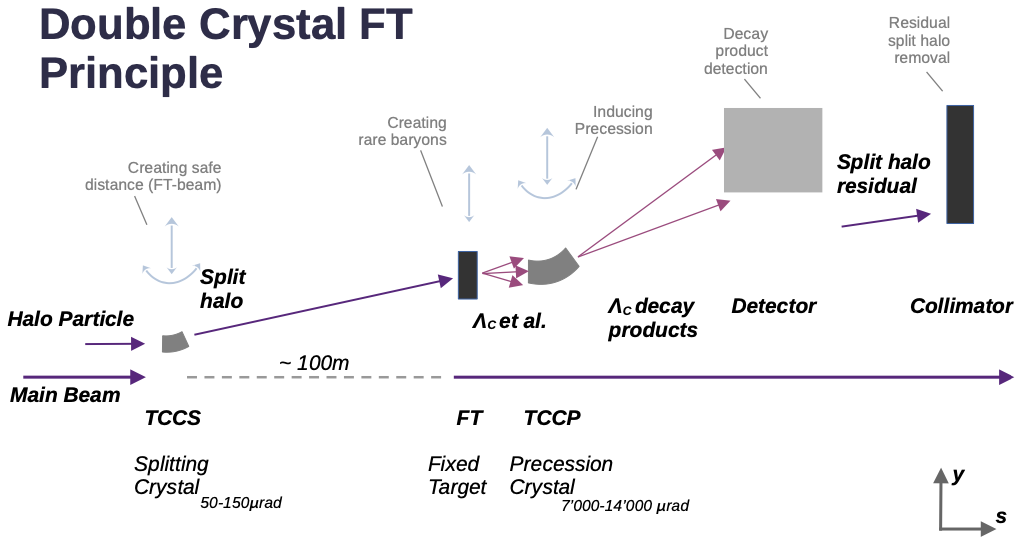 Double Crystal FT
Principle
Residual
split halo
removal
Decay
product
detection
Inducing
Precession
Creating
rare baryons
Creating safe
distance (FT-beam)
Split halo
residual
Split
halo
Halo Particle
Λc et al.
Λc decay
products
Detector
Collimator
~ 100m
Main Beam
TCCS
FT
TCCP
Splitting
Crystal 50-150μrad
Fixed
Target
Precession
Crystal
7’000-14’000 μrad
y
s